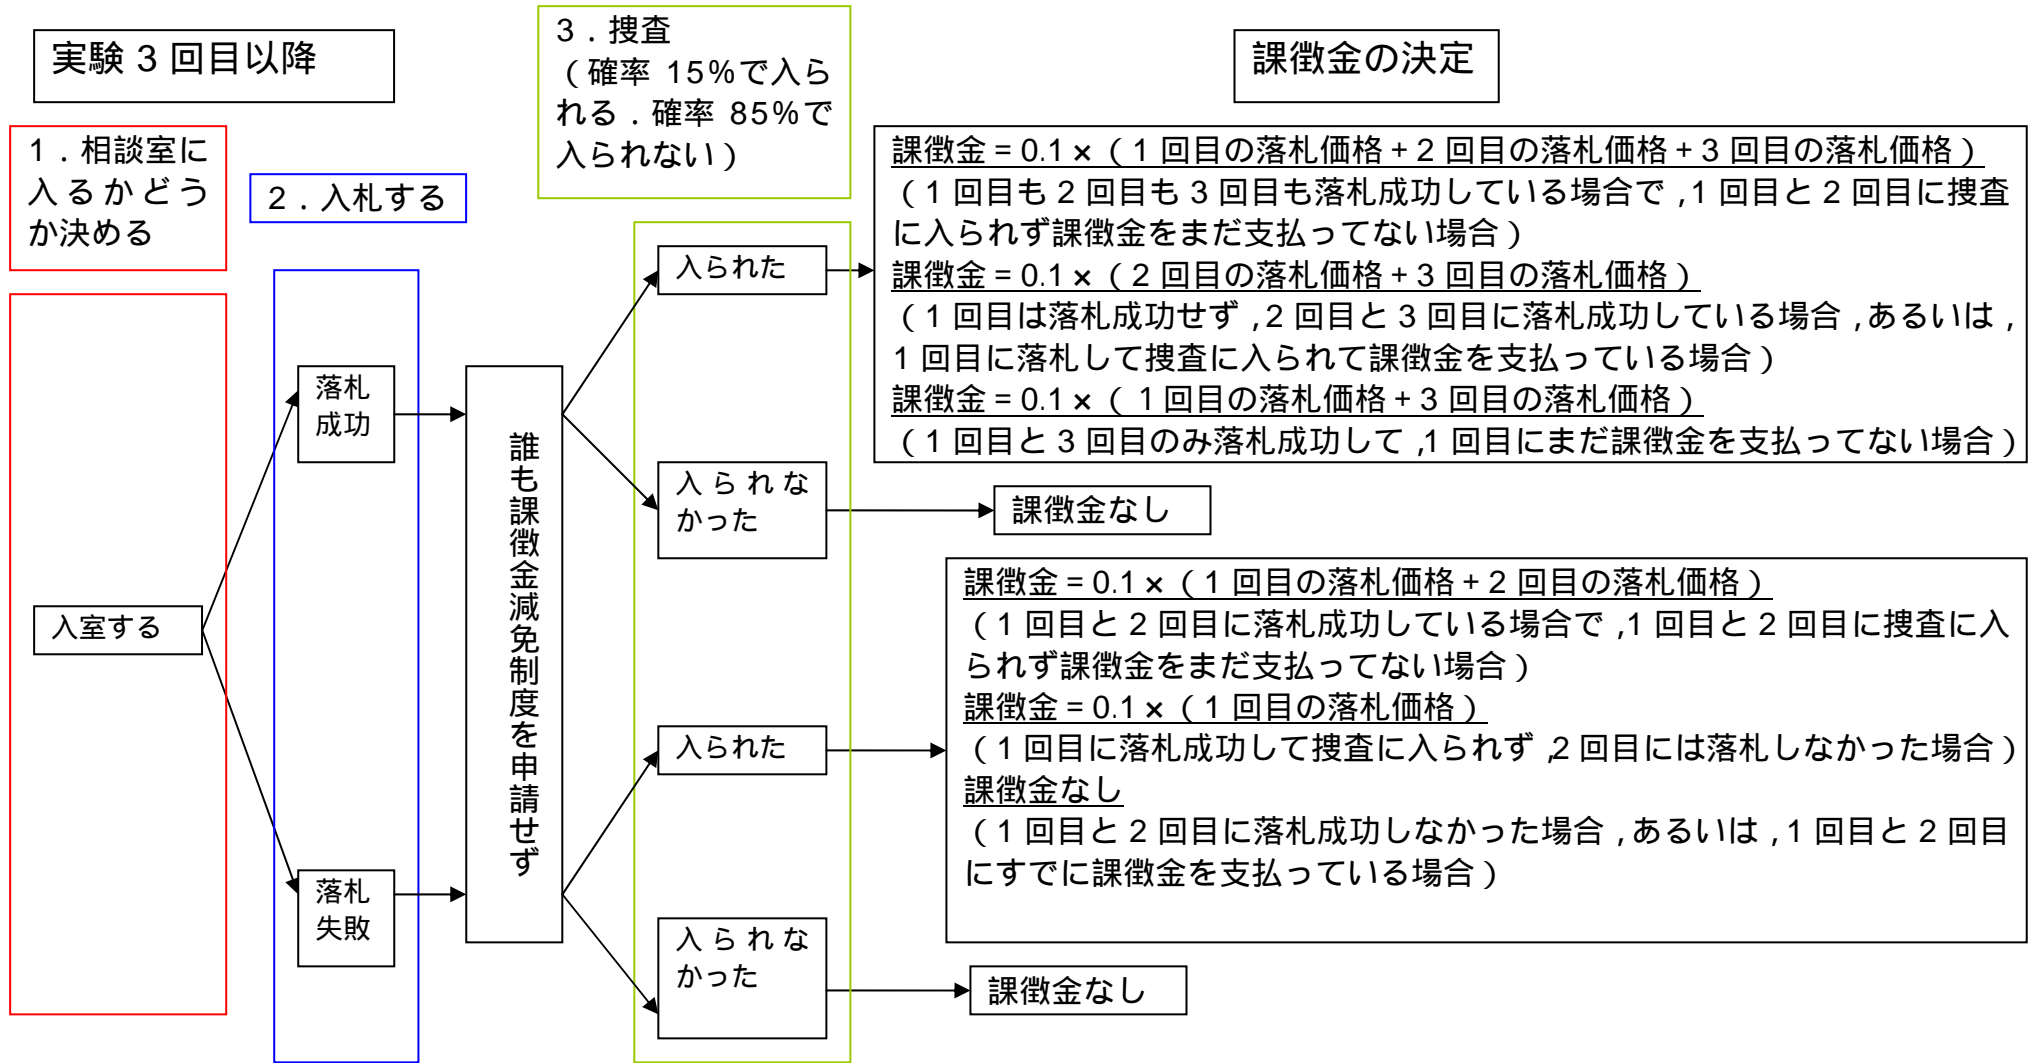 実験 3 回目以降
3．捜査
（確率 15%で入ら
れる．確率 85%で
入られない）
課徴金の決定
1．相談室に
入るかどう
か決める
2．入札する
入室する
落札
成功
落札
失敗
誰も課徴金減免制度を申請せず
入られた
入られな
かった
入られた
入られな
かった
課徴金 = 0.1 ×（ 1 回目の落札価格 + 2 回目の落札価格 + 3 回目の落札価格）
（ 1 回目も 2 回目も 3 回目も落札成功している場合で，1 回目と 2 回目に捜査
に入られず課徴金をまだ支払ってない場合）
課徴金 = 0.1 ×（ 2 回目の落札価格 + 3 回目の落札価格）
（ 1 回目は落札成功せず，2 回目と 3 回目に落札成功している場合，あるいは，
1 回目に落札して捜査に入られて課徴金を支払っている場合）
課徴金 = 0.1 ×（ 1 回目の落札価格 + 3 回目の落札価格）
（ 1 回目と 3 回目のみ落札成功して，1 回目にまだ課徴金を支払ってない場合）
課徴金なし
課徴金 = 0.1 ×（ 1 回目の落札価格 + 2 回目の落札価格）
（ 1 回目と 2 回目に落札成功している場合で，1 回目と 2 回目に捜査に入
られず課徴金をまだ支払ってない場合）
課徴金 = 0.1 ×（ 1 回目の落札価格）
（ 1 回目に落札成功して捜査に入られず，2 回目には落札しなかった場合）
課徴金なし
（ 1 回目と 2 回目に落札成功しなかった場合，あるいは，1 回目と 2 回目
にすでに課徴金を支払っている場合）
課徴金なし